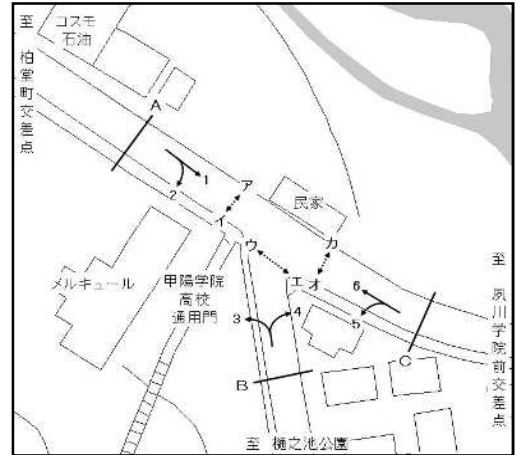 至 柏堂町交差点
コスモ
石油
A
1
2
ア
イ
ウ
民家
カ
エ オ
メルキュール
甲陽学院
高校
通用門
3
4
6
5
B
C
至 夙川学院前交差点
至 樋之池公園